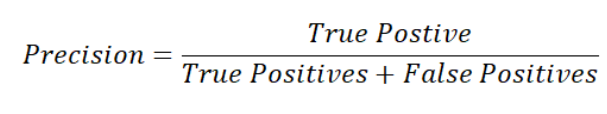 True Postive
Precision =
True Positives + False Positives